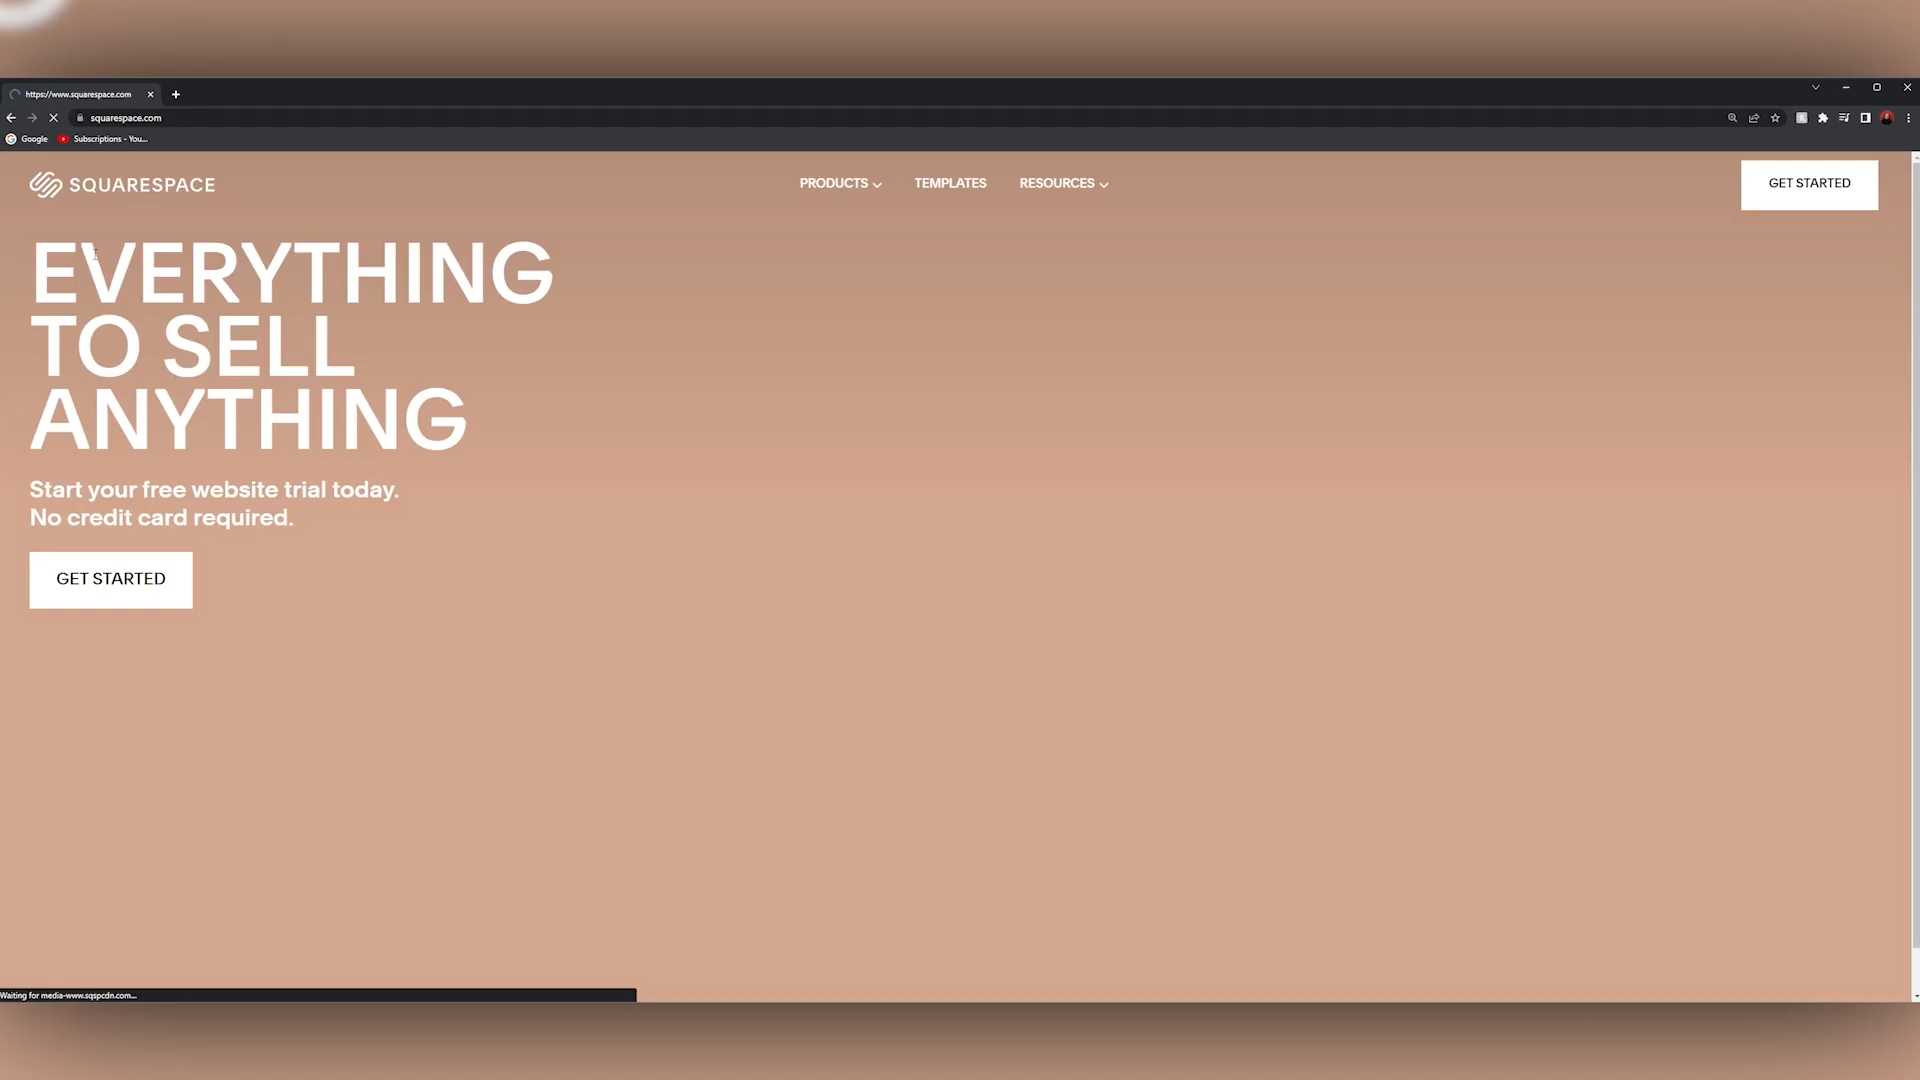 https://www.squarespace.com
squarespace.com
Google
Subscriptions - You...
SQUARESPACE
PRODUCTS
TEMPLATES
RESOURCES
GET STARTED
EVERYTHING
TO SELL
ANYTHING
Start your free website trial today.
No credit card required.
GET STARTED
Waiting for media-www.sqspcdn.com...